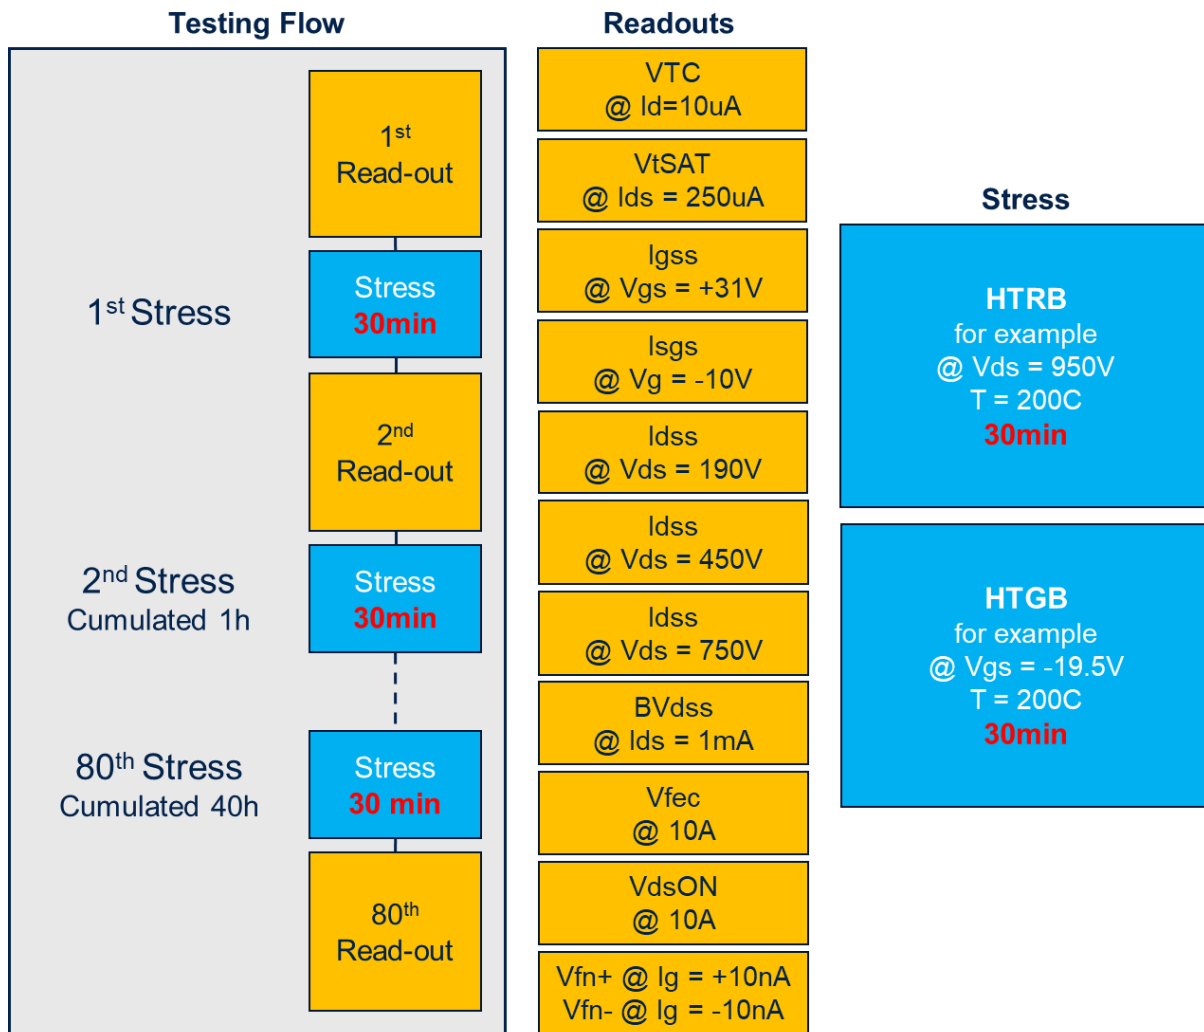 Testing Flow
1st
Read-out
1st Stress
Stress
30min
2nd
Read-out
2nd Stress
Cumulated 1h
Stress
30min
80th Stress
Cumulated 40h
Stress
30 min
80th
Read-out
Readouts
VTC
@ Id=10uA
VtSAT
@ Ids = 250uA
Igss
@ Vgs = +31V
Isgs
@ Vg = -10V
Idss
@ Vds = 190V
Idss
@ Vds = 450V
Idss
@ Vds = 750V
BVdss
@ Ids = 1mA
Vfec
@ 10A
VdsON
@ 10A
Vfn+ @ Ig = +10nA
Vfn- @ Ig = -10nA
Stress
HTRB
for example
@ Vds = 950V
T = 200C
30min
HTGB
for example
@ Vgs = -19.5V
T = 200C
30min